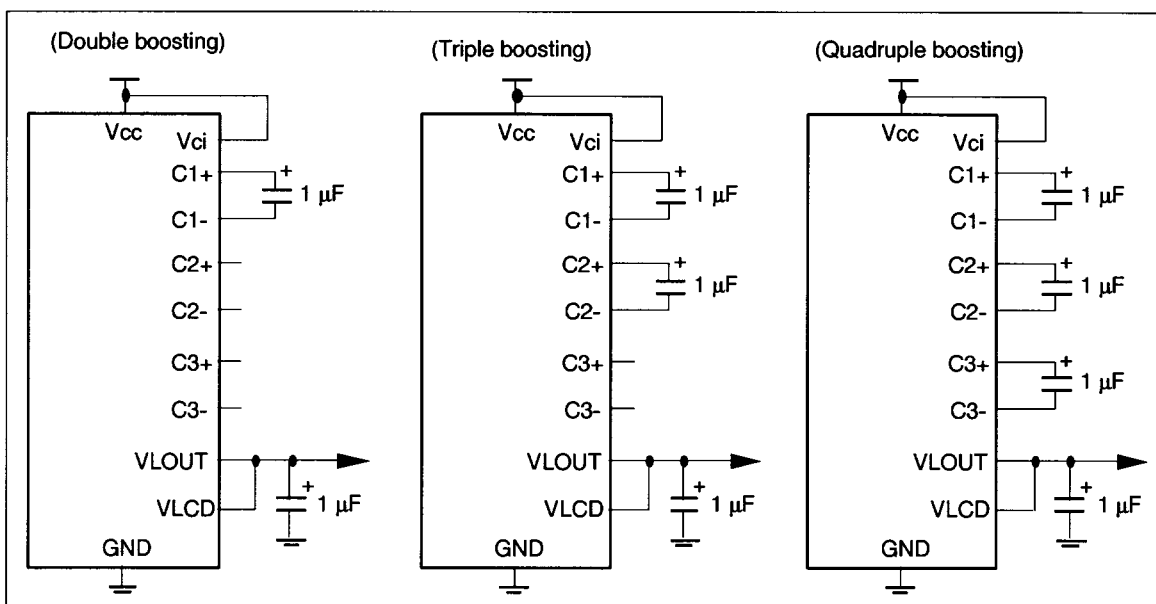 (Double boosting)
Vcc
Vci
C1+
+
1 μF
C1-
C2+
C2-
C3+
C3-
VLOUT
VLCD
+
1 μF
GND
(Triple boosting)
Vcc
Vci
C1+
+
1 μF
C1-
C2+
+
1 μF
C2-
C3+
C3-
VLOUT
VLCD
+
1 μF
GND
(Quadruple boosting)
Vcc
Vci
C1+
+
1 μF
C1-
C2+
+
1 μF
C2-
C3+
+
1 μF
C3-
VLOUT
VLCD
+
1 μF
GND